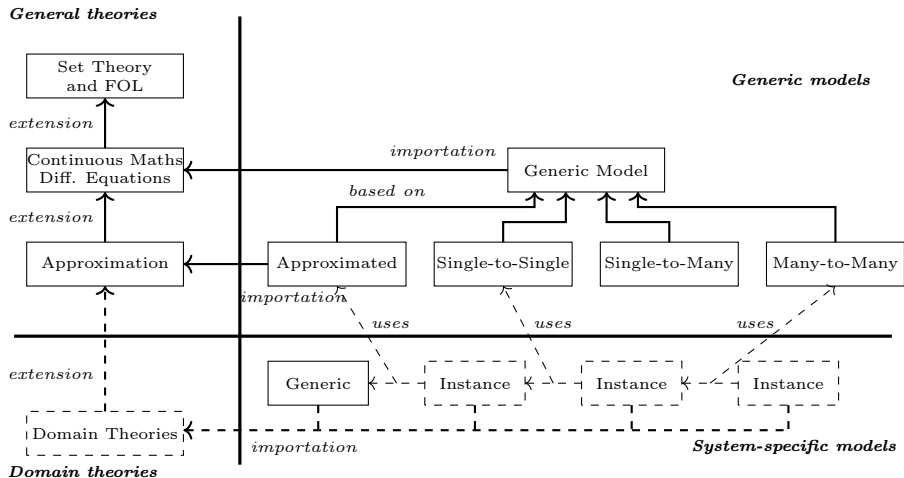 General theories
Set Theory
and FOL
Generic models
extension
importation
Continuous Maths
Diff. Equations
Generic Model
based on
extension
Approximation
Approximated
Single-to-Single
Single-to-Many
Many-to-Many
importation
uses
uses
uses
extension
Generic
Instance
Instance
Instance
Domain Theories
importation
System-specific models
Domain theories